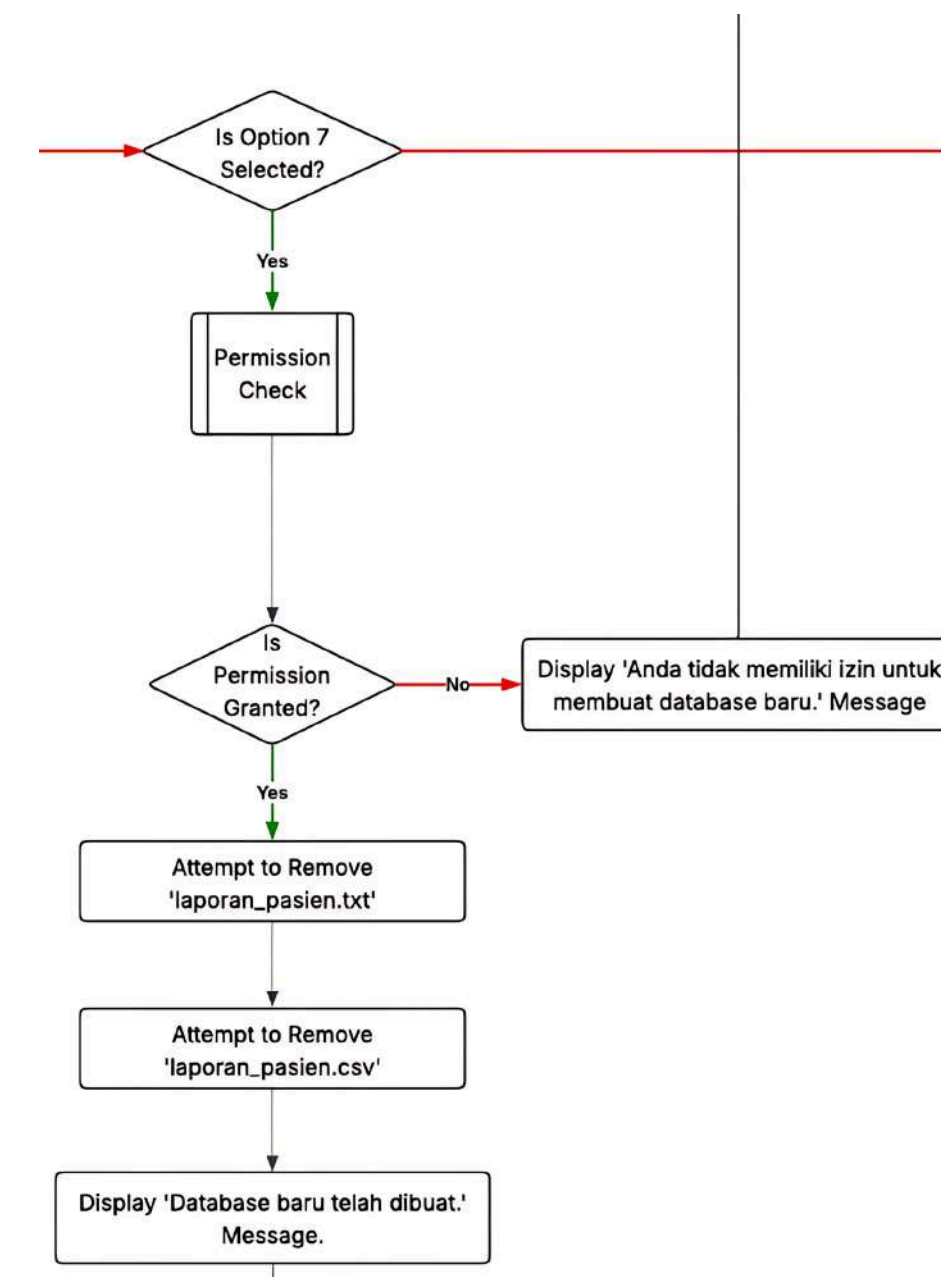 Is Option 7
Selected?
Yes
Permission
Check
Is
Permission
Granted?
No
Display 'Anda tidak memiliki izin untuk
membuat database baru.' Message
Yes
Attempt to Remove
'laporan_pasien.txt'
Attempt to Remove
'laporan_pasien.csv'
Display 'Database baru telah dibuat.'
Message.